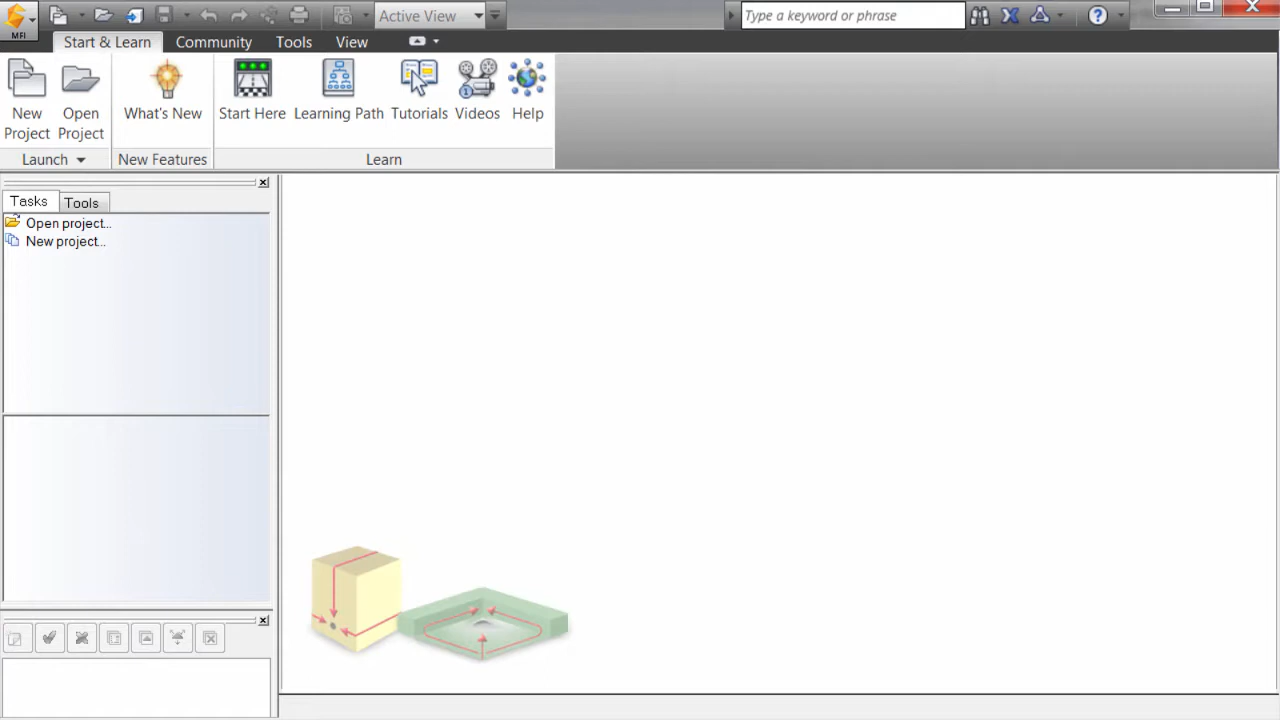 MFI
Active View
Type a keyword or phrase
Start & Learn Community Tools View
New Project
Open Project
What's New
Start Here
Learning Path
Tutorials
Videos
Help
Launch
New Features
Learn
Tasks
Tools
Open project...
New project...